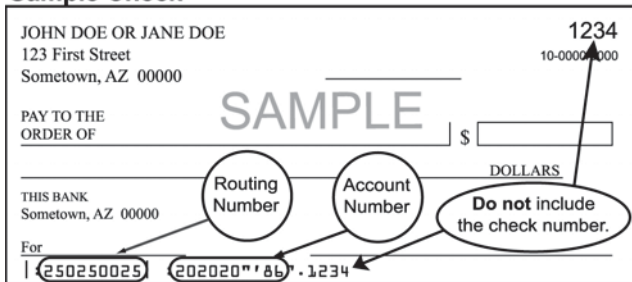 Sample Check
JOHN DOE OR JANE DOE 1234
123 First Street
Sometown, AZ 00000
SAMPLE
PAY TO THE
ORDER OF $
DOLLARS
Routing
Number
Account
Number
Do not include
the check number.
THIS BANK
Sometown, AZ 00000
For
250250025 202020"'86".1234